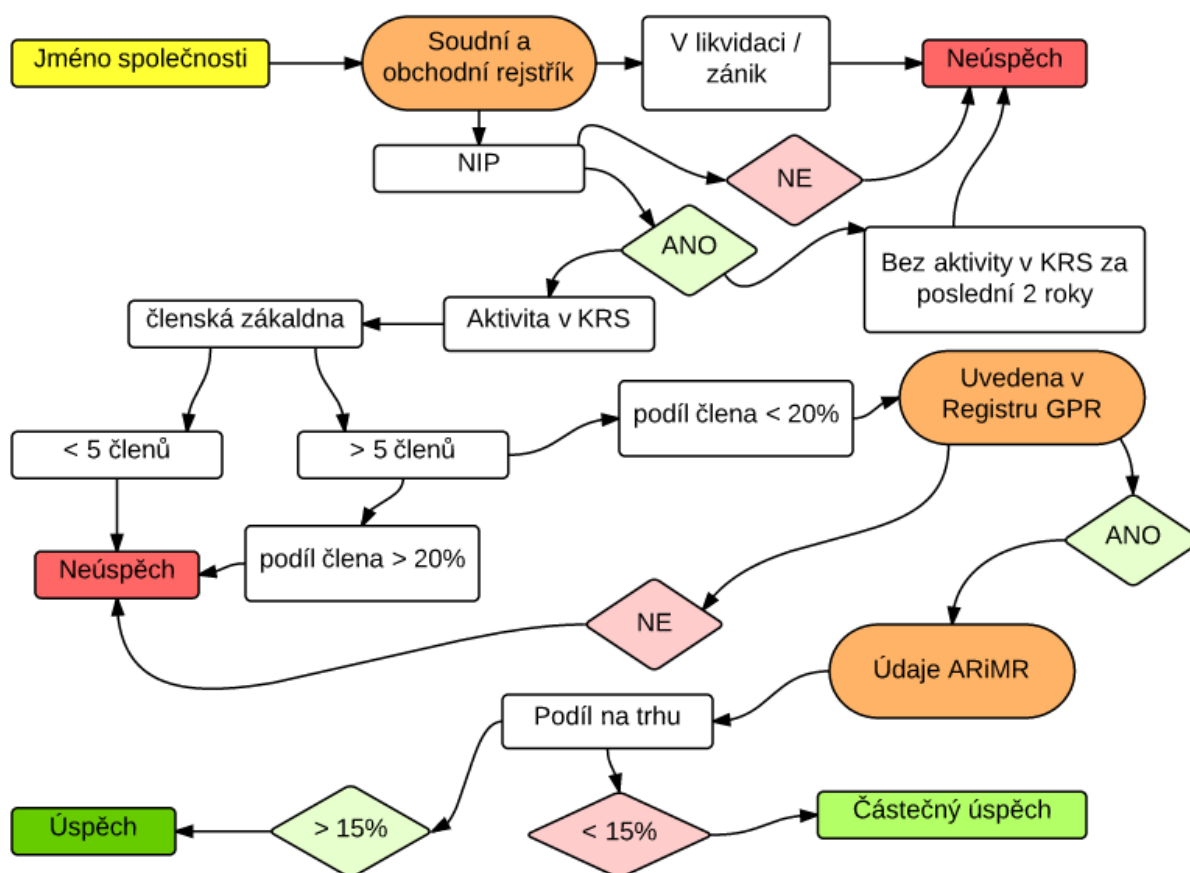 Jméno společnosti
Soudní a
obchodní rejstřík
V likvidaci /
zánik
Neúspěch
NIP
NE
ANO
Bez aktivity v KRS za
poslední 2 roky
členská zákaldna
Aktivita v KRS
podíl člena < 20%
Uvedena v
Registru GPR
< 5 členů
> 5 členů
ANO
podíl člena > 20%
Neúspěch
NE
Údaje ARiMR
Podíl na trhu
Částečný úspěch
Úspěch
> 15%
< 15%